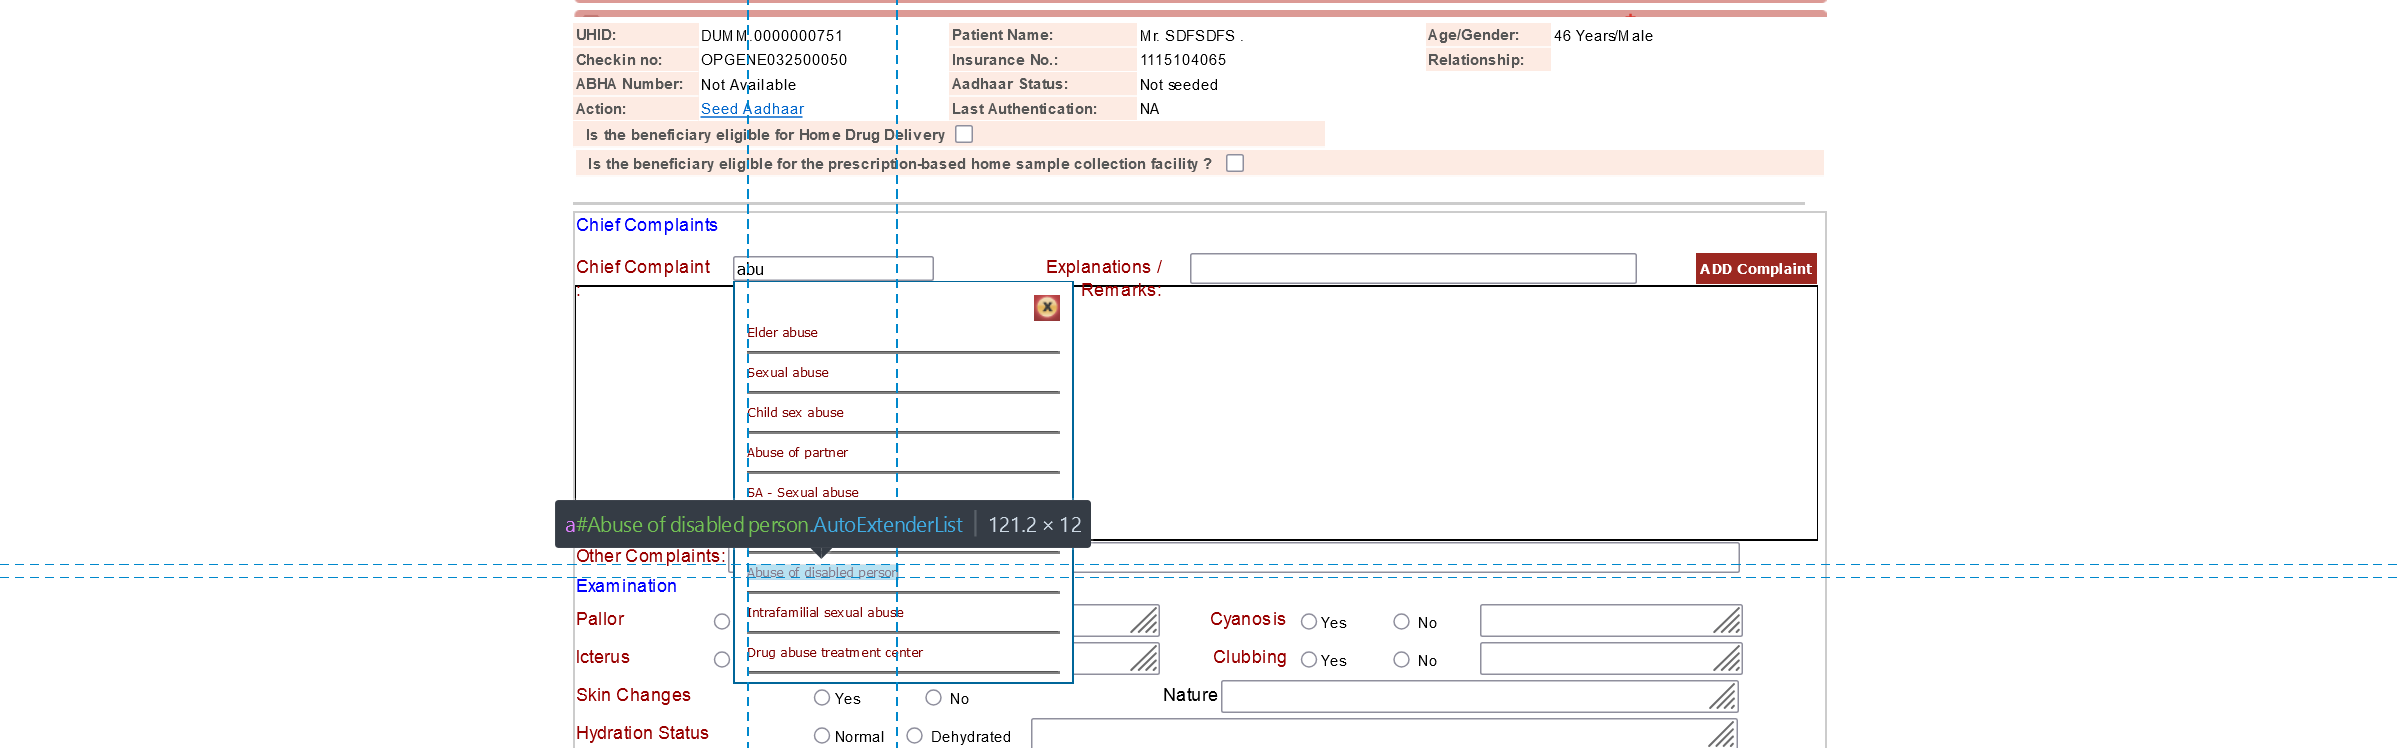 UHID: DUMM.0000000751 Patient Name: Mr. SDFSDFS . Age/Gender: 46 Years/Male
Checkin no: OPGENE032500050 Insurance No.: 1115104065 Relationship:
ABHA Number: Not Available Aadhaar Status: Not seeded
Action: Seed Aadhaar Last Authentication: NA
Is the beneficiary eligible for Home Drug Delivery
Is the beneficiary eligible for the prescription-based home sample collection facility ?
Chief Complaints
Chief Complaint : abu Explanations / Remarks: ADD Complaint
x
Elder abuse
Sexual abuse
Child sex abuse
Abuse of partner
SA - Sexual abuse
a#Abuse of disabled person.AutoExtenderList 121.2 × 12
Other Complaints:
Abuse of disabled person
Examination
Intrafamilial sexual abuse
Pallor Cyanosis Yes No
Drug abuse treatment center
Icterus Clubbing Yes No
Skin Changes Yes No Nature
Hydration Status Normal Dehydrated